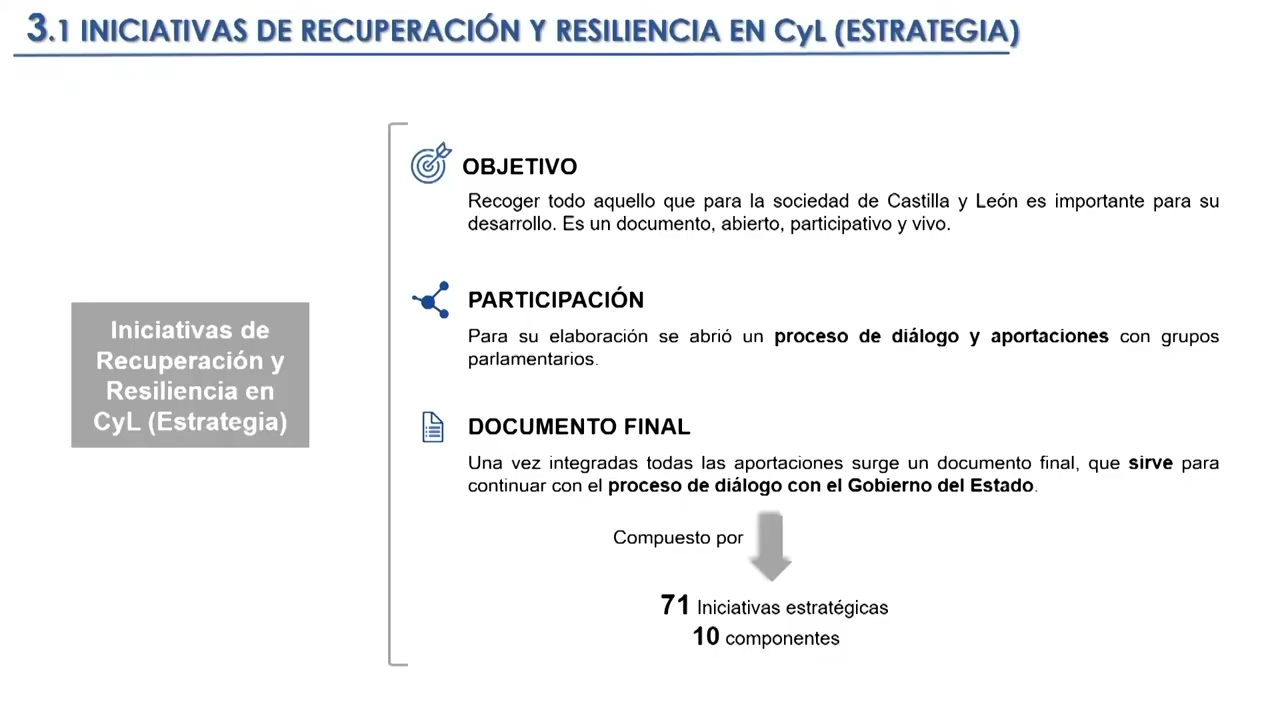 3.1 INICIATIVAS DE RECUPERACIÓN Y RESILIENCIA EN CyL (ESTRATEGIA)
Iniciativas de
Recuperación y
Resiliencia en
CyL (Estrategia)
OBJETIVO
Recoger todo aquello que para la sociedad de Castilla y León es importante para su
desarrollo. Es un documento, abierto, participativo y vivo.
PARTICIPACIÓN
Para su elaboración se abrió un proceso de diálogo y aportaciones con grupos
parlamentarios.
DOCUMENTO FINAL
Una vez integradas todas las aportaciones surge un documento final, que sirve para
continuar con el proceso de diálogo con el Gobierno del Estado.
Compuesto por
71 Iniciativas estratégicas
10 componentes